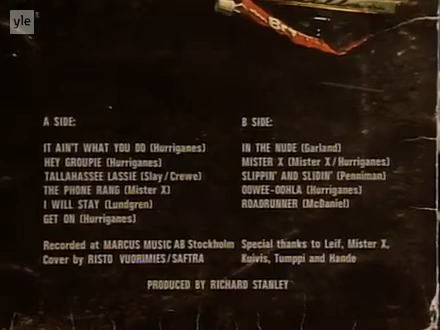 yle
A SIDE:
IT AIN'T WHAT YOU DO (Hurriganes)
HEY GROUPIE (Hurriganes)
TALLAHASSEE LASSIE (Slay/Crewe)
THE PHONE RANG (Mister X)
I WILL STAY (Lundgren)
GET ON (Hurriganes)
Recorded at MARCUS MUSIC AB Stockholm
Cover by RISTO VUORIMIES/SAFTRA
B SIDE:
IN THE NUDE (Garland)
MISTER X (Mister X/Hurriganes)
SLIPPIN' AND SLIDIN' (Penniman)
OOWEE-OOHLA (Hurriganes)
ROADRUNNER (McDaniel)
Special thanks to Leif, Mister X,
Kuivis, Tumppi and Hande
PRODUCED BY RICHARD STANLEY